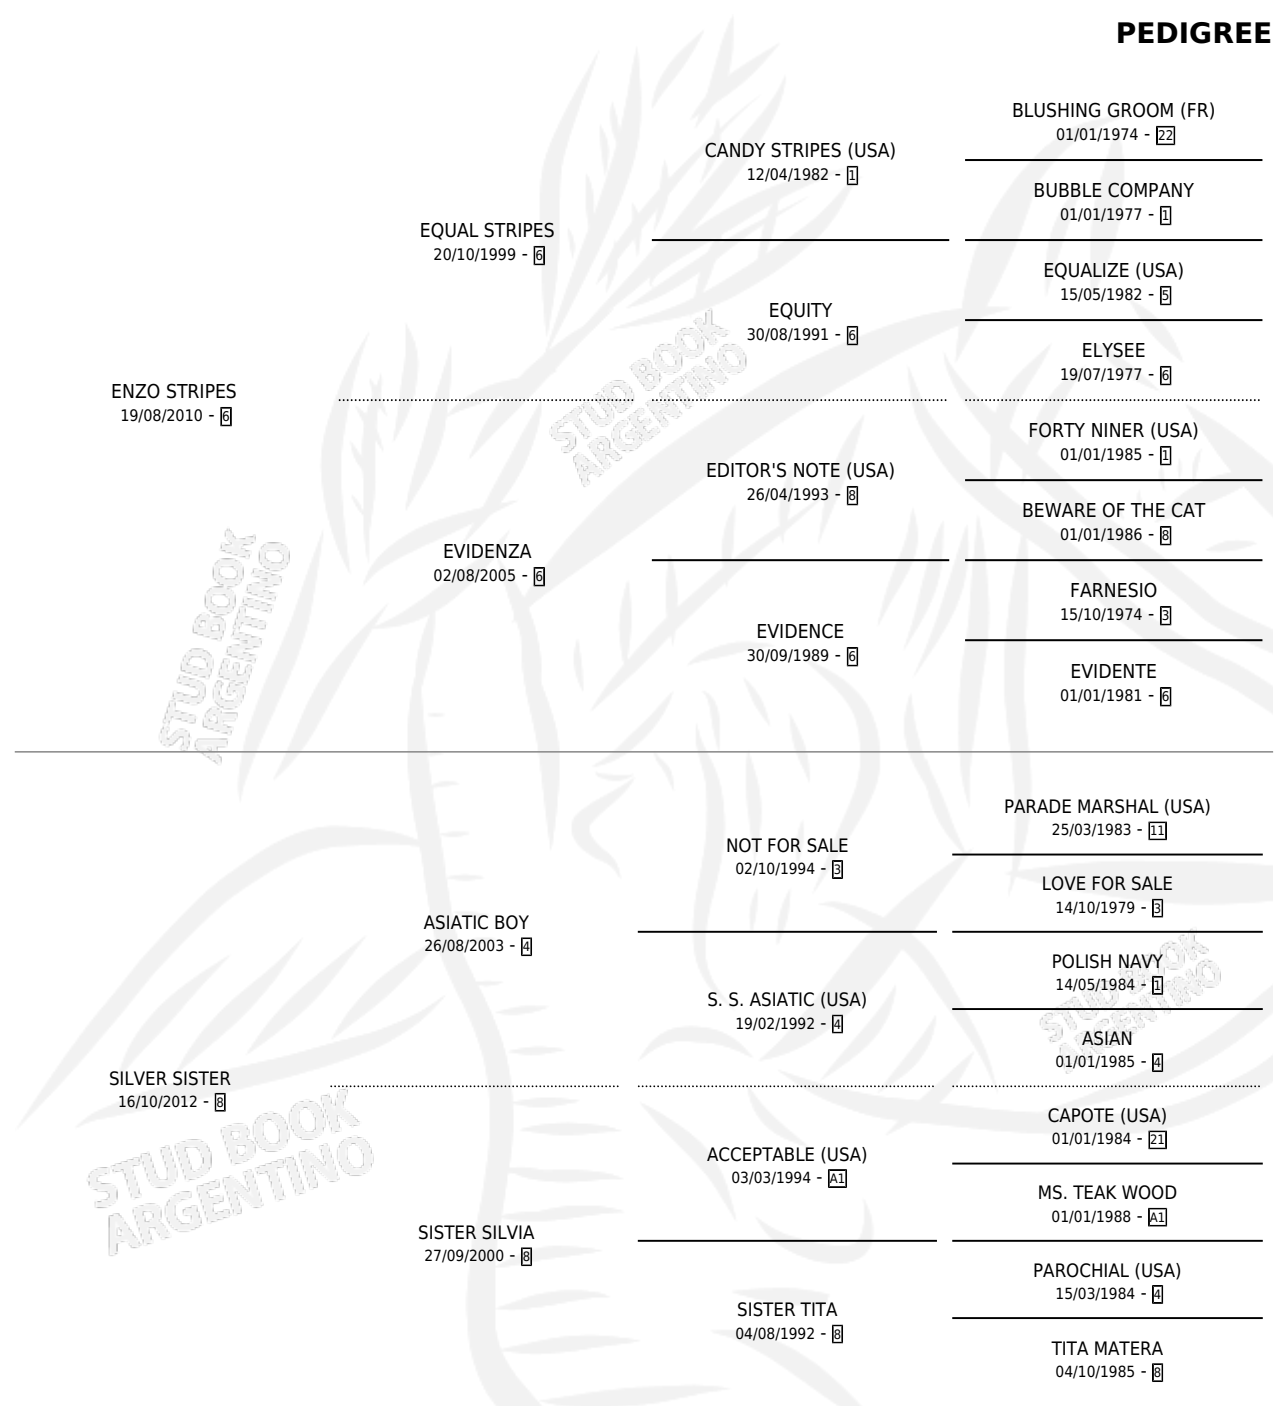 PEDIGREE
BLUSHING GROOM (FR)
01/01/1974 - 22
CANDY STRIPES (USA)
12/04/1982 - 1
BUBBLE COMPANY
01/01/1977 - 1
EQUAL STRIPES
20/10/1999 - 6
EQUALIZE (USA)
15/05/1982 - 5
EQUITY
30/08/1991 - 6
ELYSEE
19/07/1977 - 6
ENZO STRIPES
19/08/2010 - 6
STUD BOOK
ARGENTINO
FORTY NINER (USA)
01/01/1985 - 1
EDITOR'S NOTE (USA)
26/04/1993 - 8
BEWARE OF THE CAT
01/01/1986 - 8
EVIDENZA
02/08/2005 - 6
FARNESIO
15/10/1974 - 3
EVIDENCE
30/09/1989 - 6
EVIDENTE
01/01/1981 - 6
STUD BOOK
ARGENTINO
PARADE MARSHAL (USA)
25/03/1983 - 11
NOT FOR SALE
02/10/1994 - 3
LOVE FOR SALE
14/10/1979 - 3
ASIATIC BOY
26/08/2003 - 4
POLISH NAVY
14/05/1984 - 1
S. S. ASIATIC (USA)
19/02/1992 - 4
STUD BOOK
ARGENTINO
ASIAN
01/01/1985 - 4
SILVER SISTER
16/10/2012 - 8
CAPOTE (USA)
01/01/1984 - 21
ACCEPTABLE (USA)
03/03/1994 - A1
MS. TEAK WOOD
01/01/1988 - A1
STUD BOOK
ARGENTINO
SISTER SILVIA
27/09/2000 - 8
PAROCHIAL (USA)
15/03/1984 - 4
SISTER TITA
04/08/1992 - 8
TITA MATERA
04/10/1985 - 8